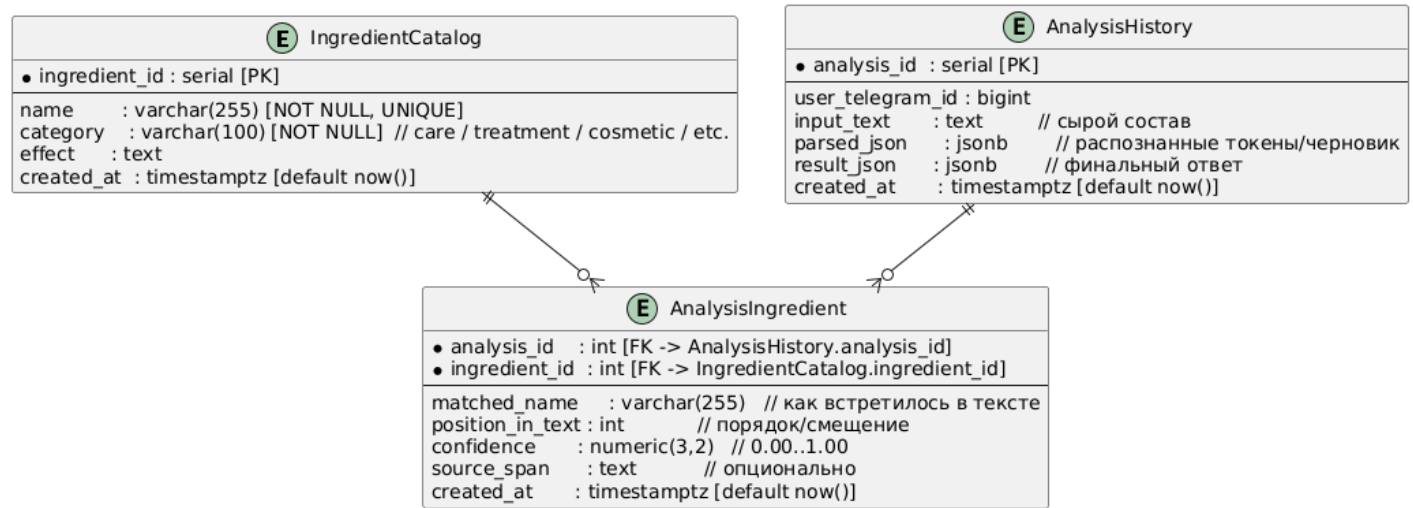 E IngredientCatalog
ingredient_id : serial [PK]
name : varchar(255) [NOT NULL, UNIQUE]
category : varchar(100) [NOT NULL] // care / treatment / cosmetic / etc.
effect : text
created_at : timestamptz [default now()]
E AnalysisHistory
analysis_id : serial [PK]
user_telegram_id : bigint
input_text : text // сырой состав
parsed_json : jsonb // распознанные токены/черновик
result_json : jsonb // финальный ответ
created_at : timestamptz [default now()]
E AnalysisIngredient
analysis_id : int [FK -> AnalysisHistory.analysis_id]
ingredient_id : int [FK -> IngredientCatalog.ingredient_id]
matched_name : varchar(255) // как встретилось в тексте
position_in_text : int // порядок/смещение
confidence : numeric(3,2) // 0.00..1.00
source_span : text // опционально
created_at : timestamptz [default now()]